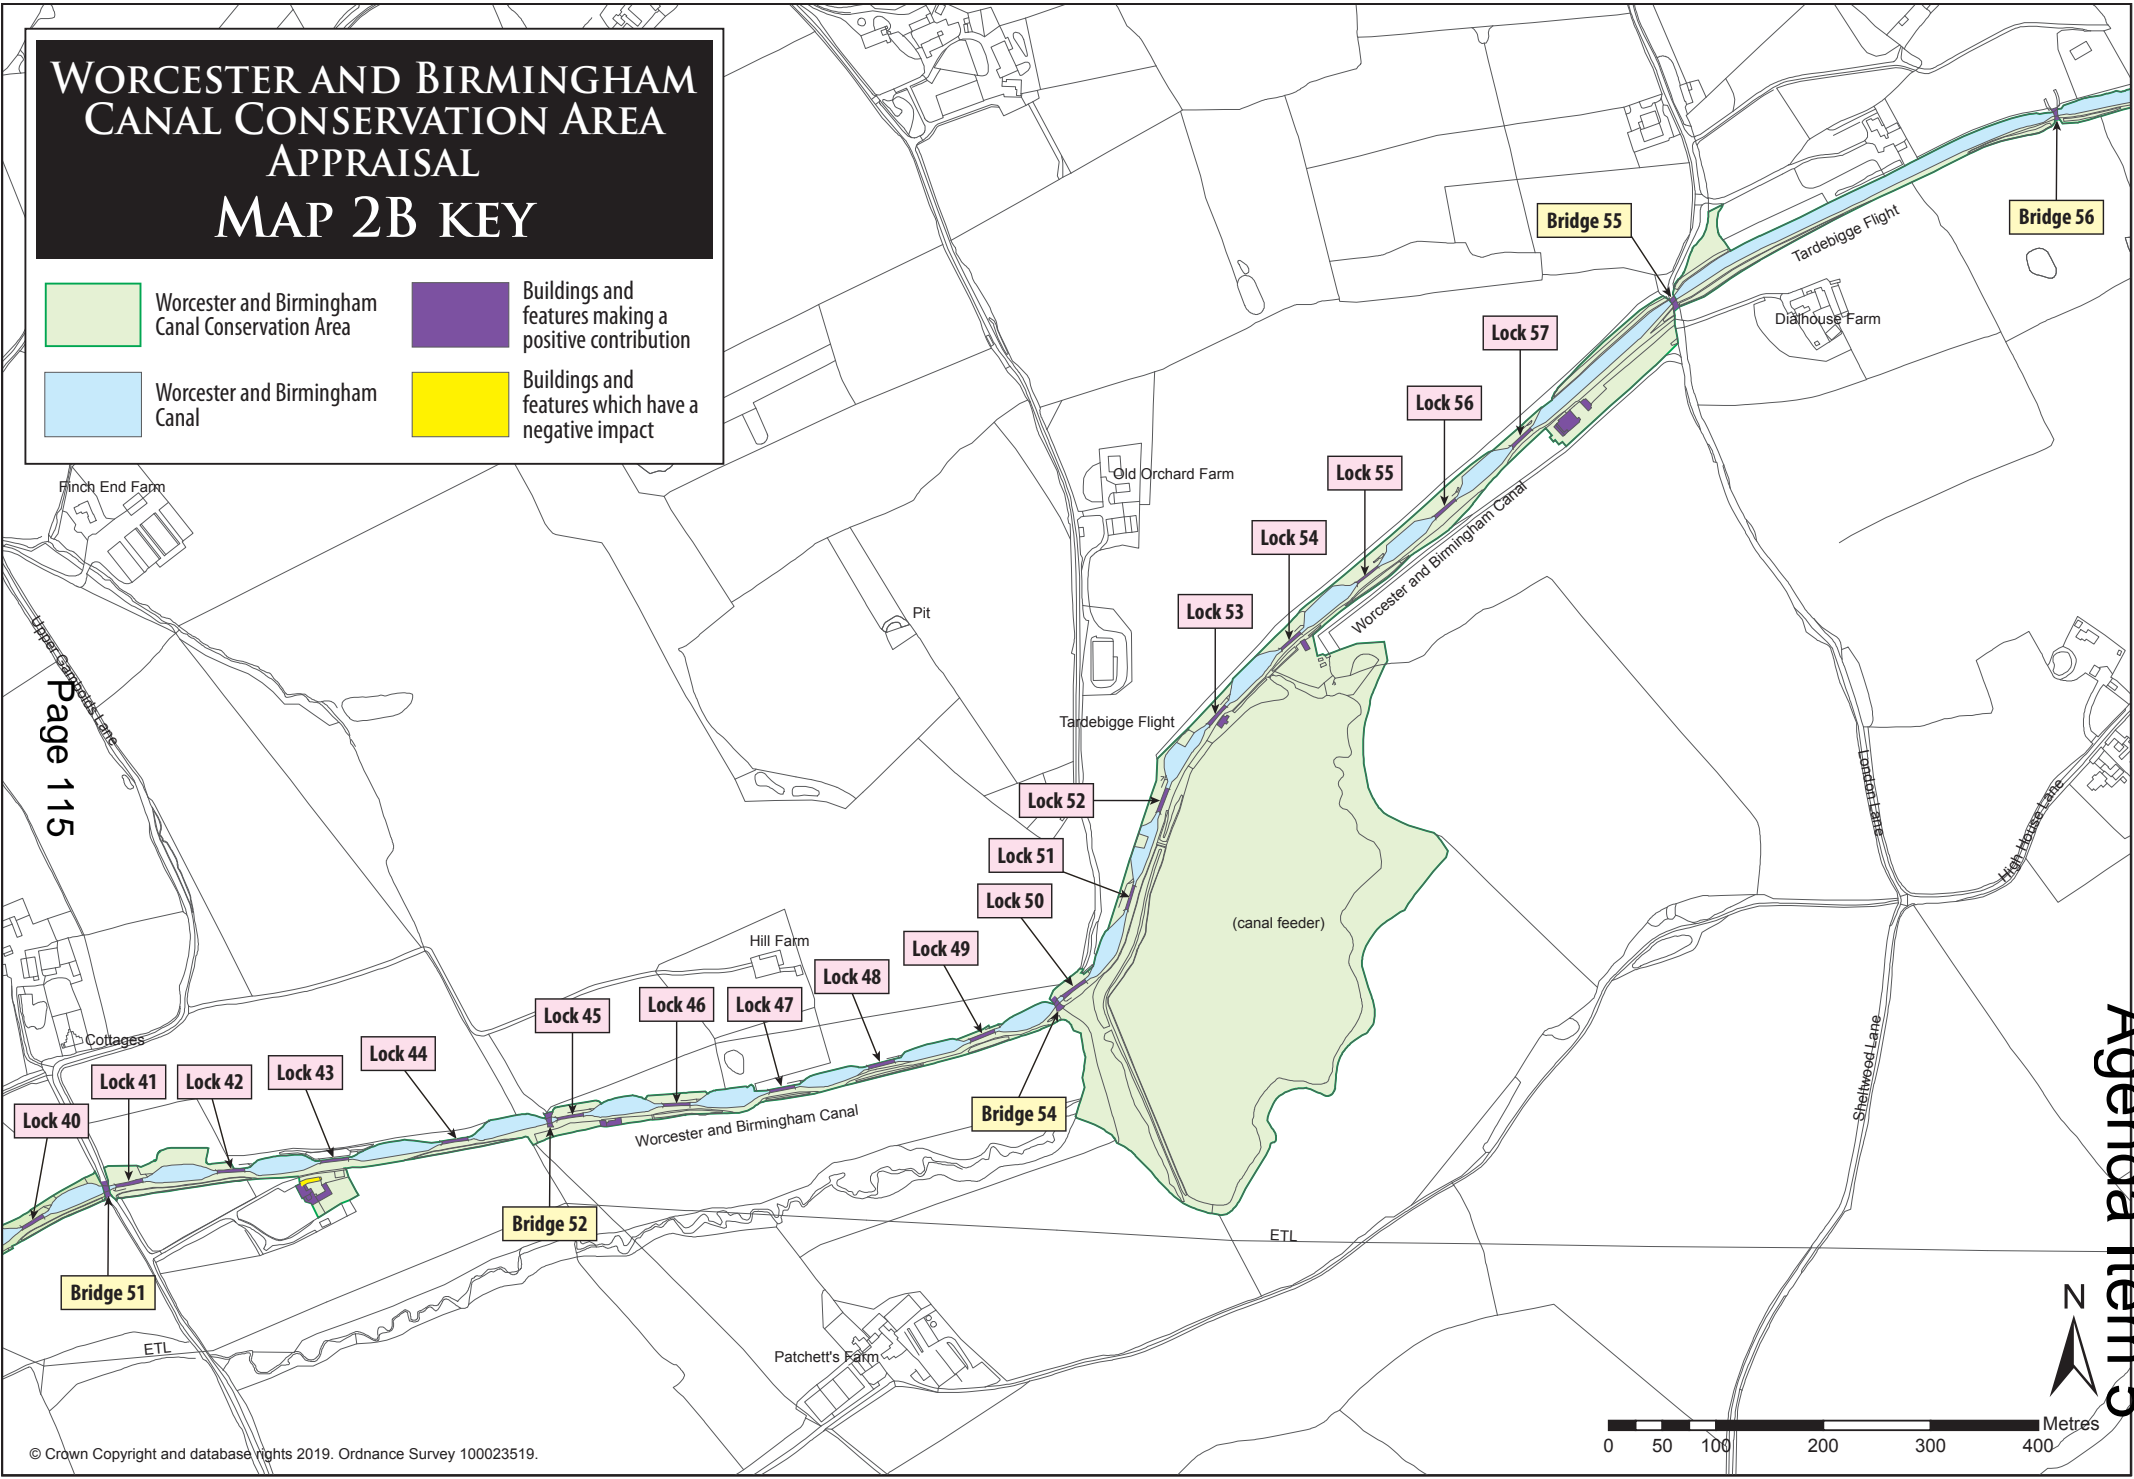 WORCESTER AND BIRMINGHAM
CANAL CONSERVATION AREA
APPRAISAL
MAP 2B KEY
Worcester and Birmingham
Canal Conservation Area
Buildings and
features making a
positive contribution
Worcester and Birmingham
Canal
Buildings and
features which have a
negative impact
Bridge 56
Bridge 55
Tardebigge Flight
Dialhouse Farm
Lock 57
Lock 56
Lock 55
Old Orchard Farm
Finch End Farm
Worcester and Birmingham Canal
Lock 54
Lock 53
Pit
Upper Gambolds Lane
Page 115
Tardebigge Flight
Lock 52
London Lane
High House Lane
Lock 51
Lock 50
(canal feeder)
Hill Farm
Lock 49
Lock 48
Lock 47
Lock 46
Lock 45
Cottages
Lock 44
Lock 43
Lock 42
Lock 41
Lock 40
Sheltwood Lane
Agenda Item 5
Bridge 54
Worcester and Birmingham Canal
Bridge 52
ETL
Bridge 51
ETL
Patchett's Farm
N
Metres
0 50 100 200 300 400
© Crown Copyright and database rights 2019. Ordnance Survey 100023519.